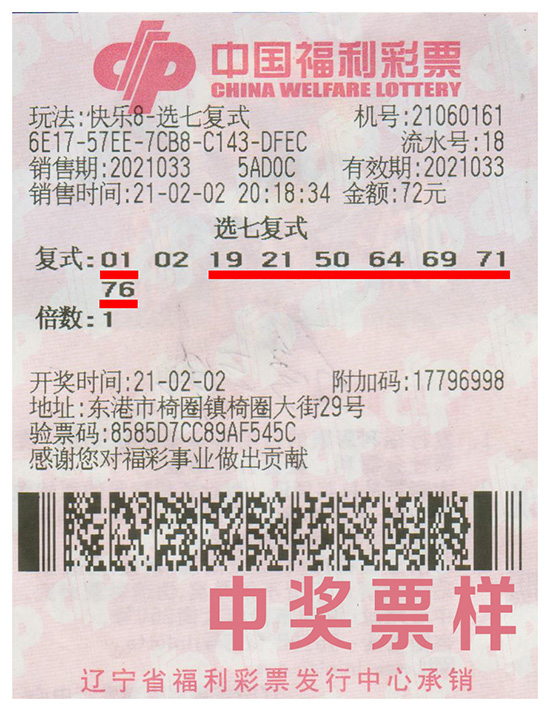 中国福利彩票
CHINA WELFARE LOTTERY
玩法:快乐8-选七复式 机号:21060161
6E17-57EE-7CB8-C143-DFEC 流水号:18
销售期:2021033 5AD0C 有效期:2021033
销售时间:21-02-02 20:18:34 金额:72元
选七复式
复式:01 02 19 21 50 64 69 71
76
倍数:1
开奖时间:21-02-02 附加码:17796998
地址:东港市椅圈镇椅圈大街29号
验票码:8585D7CC89AF545C
感谢您对福彩事业做出贡献
中奖票样
辽宁省福利彩票发行中心承销